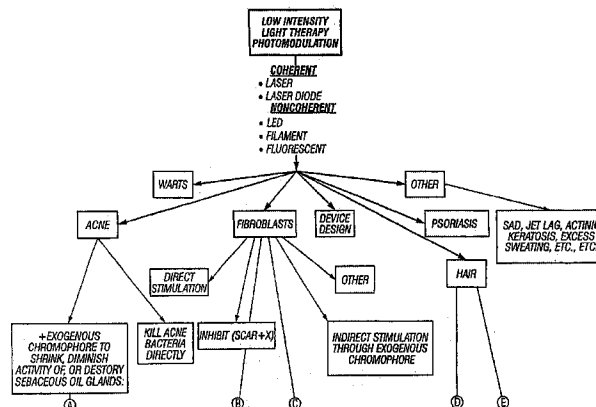 LOW INTENSITY
LIGHT THERAPY
PHOTOMODULATION
COHERENT
• LASER
• LASER DIODE
NONCOHERENT
• LED
• FILAMENT
• FLUORESCENT
WARTS
OTHER
ACNE
FIBROBLASTS
DEVICE
DESIGN
PSORIASIS
SAD, JET LAG, ACTINIC
KERATOSIS, EXCESS
SWEATING, ETC., ETC.
HAIR
DIRECT
STIMULATION
OTHER
+EXOGENOUS
CHROMOPHORE TO
SHRINK, DIMINISH
ACTIVITY OF, OR DESTORY
SEBACEOUS OIL GLANDS:
KILL ACNE
BACTERIA
DIRECTLY
INHIBIT (SCAR+X)
INDIRECT STIMULATION
THROUGH EXOGENOUS
CHROMOPHORE
A
B
C
D
E